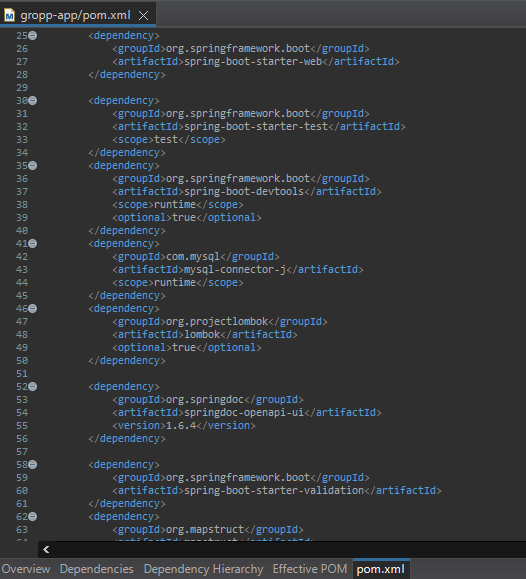 gropp-app/pom.xml
25 <dependency>
26 <groupId>org.springframework.boot</groupId>
27 <artifactId>spring-boot-starter-web</artifactId>
28 </dependency>
29
30 <dependency>
31 <groupId>org.springframework.boot</groupId>
32 <artifactId>spring-boot-starter-test</artifactId>
33 <scope>test</scope>
34 </dependency>
35 <dependency>
36 <groupId>org.springframework.boot</groupId>
37 <artifactId>spring-boot-devtools</artifactId>
38 <scope>runtime</scope>
39 <optional>true</optional>
40 </dependency>
41 <dependency>
42 <groupId>com.mysql</groupId>
43 <artifactId>mysql-connector-j</artifactId>
44 <scope>runtime</scope>
45 </dependency>
46 <dependency>
47 <groupId>org.projectlombok</groupId>
48 <artifactId>lombok</artifactId>
49 <optional>true</optional>
50 </dependency>
51
52 <dependency>
53 <groupId>org.springdoc</groupId>
54 <artifactId>springdoc-openapi-ui</artifactId>
55 <version>1.6.4</version>
56 </dependency>
57
58 <dependency>
59 <groupId>org.springframework.boot</groupId>
60 <artifactId>spring-boot-starter-validation</artifactId>
61 </dependency>
62 <dependency>
63 <groupId>org.mapstruct</groupId>
Overview Dependencies Dependency Hierarchy Effective POM pom.xml